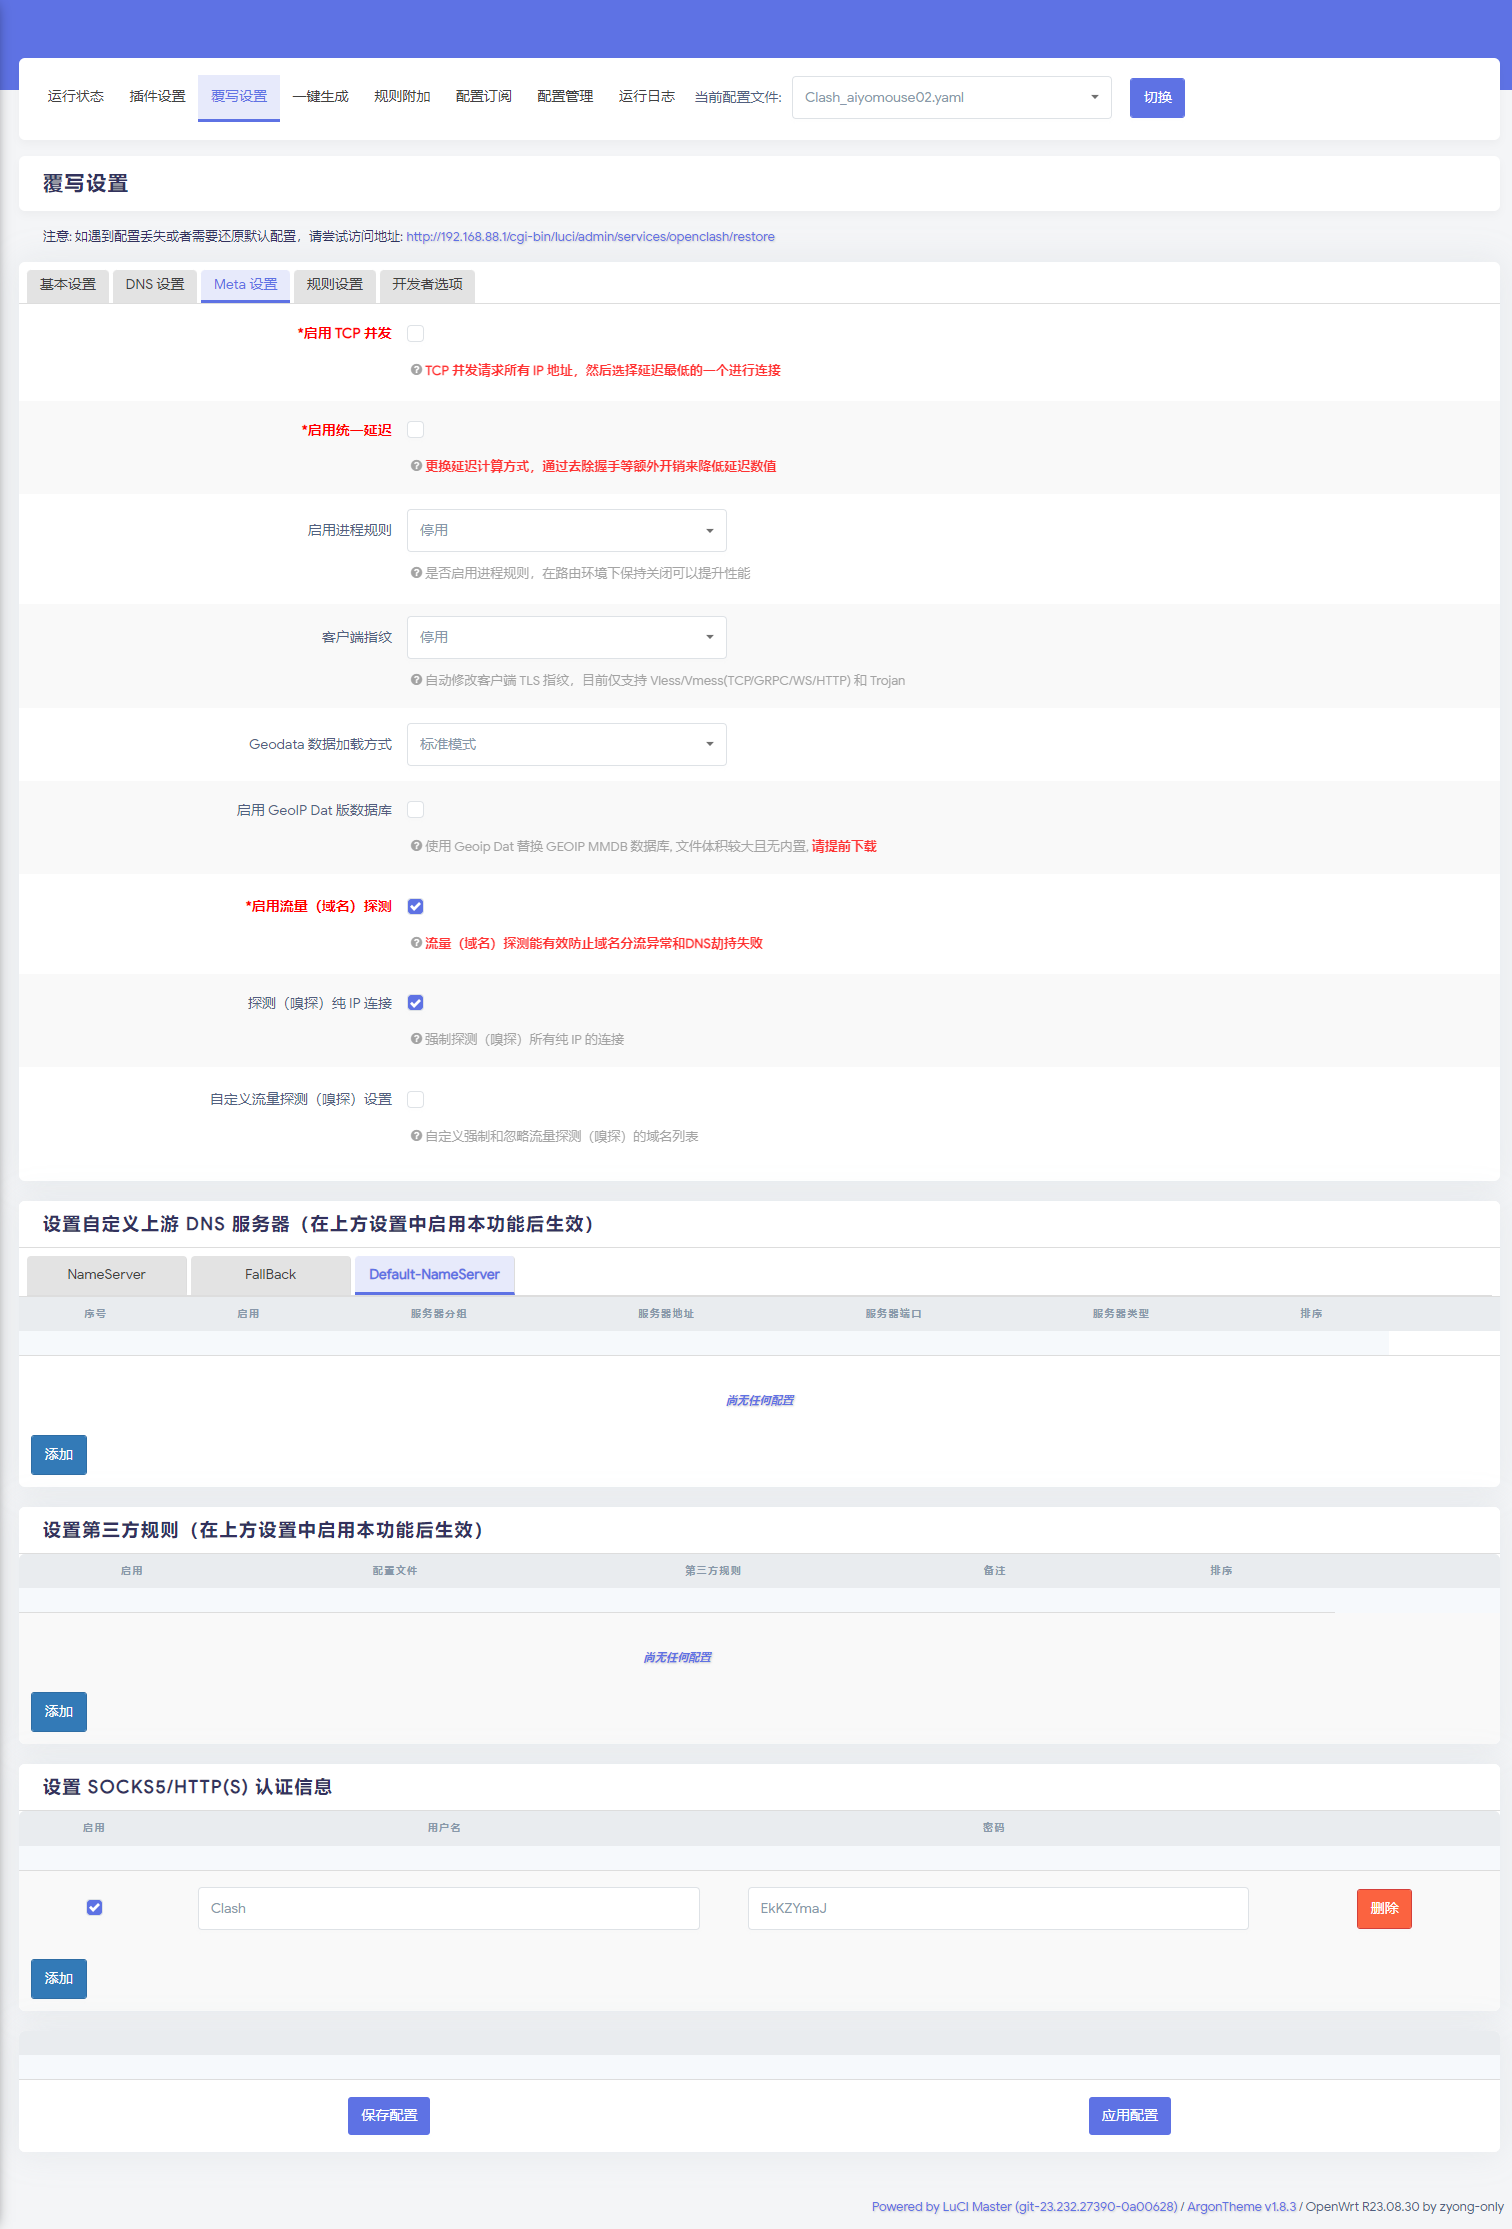 运行状态 插件设置 覆写设置 一键生成 规则附加 配置订阅 配置管理 运行日志 当前配置文件: Clash_aiyomouse02.yaml 切换
覆写设置
注意: 如遇到配置丢失或者需要还原默认配置，请尝试访问地址: http://192.168.88.1/cgi-bin/luci/admin/services/openclash/restore
基本设置 DNS 设置 Meta 设置 规则设置 开发者选项
*启用 TCP 并发
TCP 并发请求所有 IP 地址，然后选择延迟最低的一个进行连接
*启用统一延迟
更换延迟计算方式，通过去除握手等额外开销来降低延迟数值
启用进程规则 停用
是否启用进程规则，在路由环境下保持关闭可以提升性能
客户端指纹 停用
自动修改客户端 TLS 指纹，目前仅支持 Vless/Vmess(TCP/GRPC/WS/HTTP) 和 Trojan
Geodata 数据加载方式 标准模式
启用 GeoIP Dat 版数据库
使用 Geoip Dat 替换 GEOIP MMDB 数据库, 文件体积较大且无内置, 请提前下载
*启用流量（域名）探测
流量（域名）探测能有效防止域名分流异常和DNS劫持失败
探测（嗅探）纯 IP 连接
强制探测（嗅探）所有纯 IP 的连接
自定义流量探测（嗅探）设置
自定义强制和忽略流量探测（嗅探）的域名列表
设置自定义上游 DNS 服务器（在上方设置中启用本功能后生效）
NameServer FallBack Default-NameServer
序号 启用 服务器分组 服务器地址 服务器端口 服务器类型 排序
尚无任何配置
添加
设置第三方规则（在上方设置中启用本功能后生效）
启用 配置文件 第三方规则 备注 排序
尚无任何配置
添加
设置 SOCKS5/HTTP(S) 认证信息
启用 用户名 密码
Clash EkKZYmaJ 删除
添加
保存配置 应用配置
Powered by LuCI Master (git-23.232.27390-0a00628) / ArgonTheme v1.8.3 / OpenWrt R23.08.30 by zyong-only